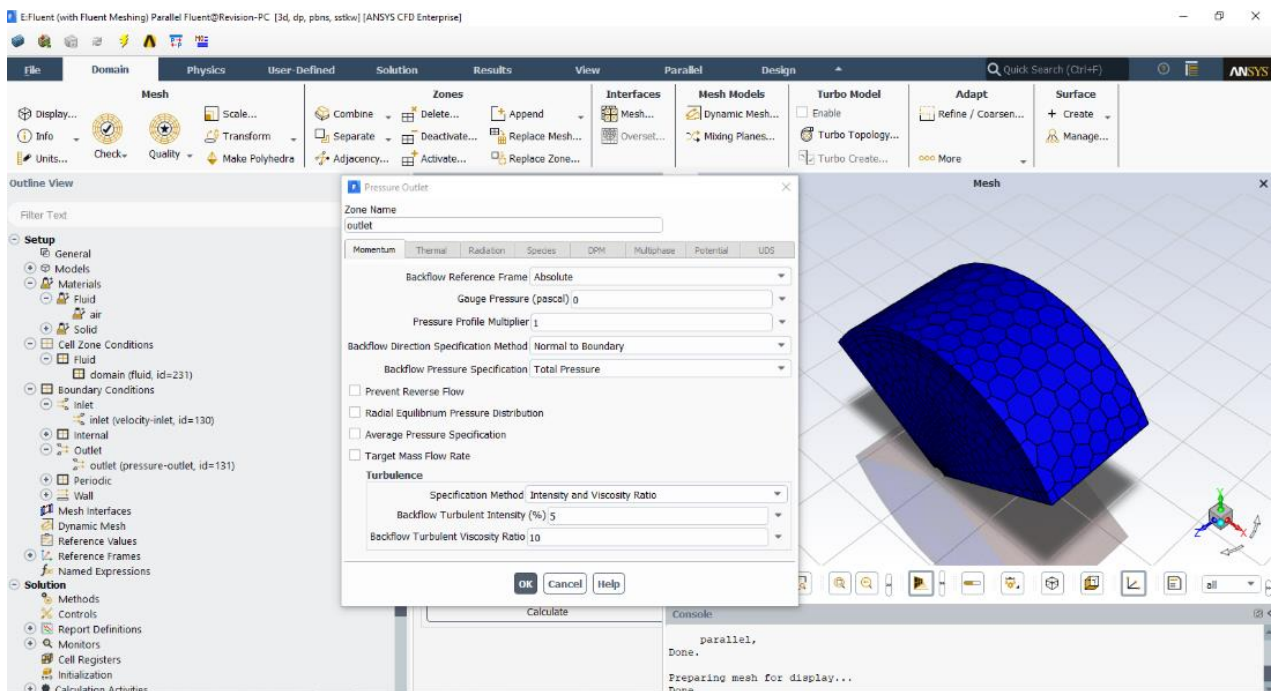 E:Fluent (with Fluent Meshing) Parallel Fluent@Revision-PC [3d, dp, pbns, sstkw] [ANSYS CFD Enterprise]
File Domain Physics User-Defined Solution Results View Parallel Design Quick Search (Ctrl+F) ANSYS
Mesh Zones Interfaces Mesh Models Turbo Model Adapt Surface
Display... Scale... Combine Delete... Append Mesh... Dynamic Mesh... Enable Refine / Coarsen... + Create
Info Transform Separate Deactivate... Replace Mesh... Overset... Mixing Planes... Turbo Topology... Manage...
Units... Check Quality Make Polyhedra Adjacency... Activate... Replace Zone... Turbo Create... More
Outline View
Filter Text
Setup
General
Models
Materials
Fluid
air
Solid
Cell Zone Conditions
Fluid
domain (fluid, id=231)
Boundary Conditions
Inlet
inlet (velocity-inlet, id=130)
Internal
Outlet
outlet (pressure-outlet, id=131)
Periodic
Wall
Mesh Interfaces
Dynamic Mesh
Reference Values
Reference Frames
Named Expressions
Solution
Methods
Controls
Report Definitions
Monitors
Cell Registers
Initialization
Calculation Activities
Pressure Outlet
Zone Name
outlet
Momentum Thermal Radiation Species DPM Multiphase Potential UDS
Backflow Reference Frame Absolute
Gauge Pressure (pascal) 0
Pressure Profile Multiplier 1
Backflow Direction Specification Method Normal to Boundary
Backflow Pressure Specification Total Pressure
Prevent Reverse Flow
Radial Equilibrium Pressure Distribution
Average Pressure Specification
Target Mass Flow Rate
Turbulence
Specification Method Intensity and Viscosity Ratio
Backflow Turbulent Intensity (%) 5
Backflow Turbulent Viscosity Ratio 10
OK Cancel Help
Calculate
Mesh
Y
Z X
all
Console
parallel,
Done.
Preparing mesh for display...
Done.